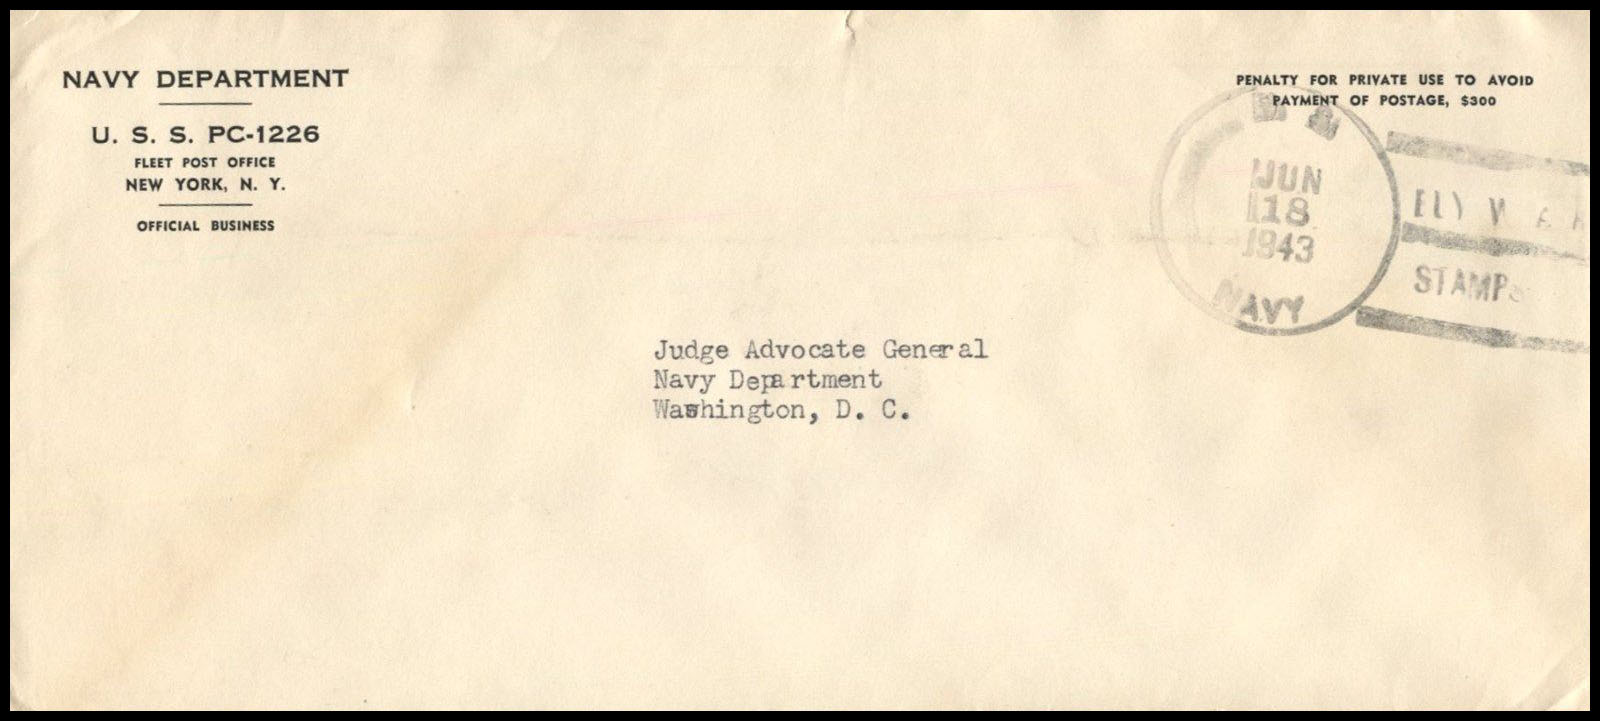 NAVY DEPARTMENT
U. S. S. PC-1226
FLEET POST OFFICE
NEW YORK, N. Y.
OFFICIAL BUSINESS
PENALTY FOR PRIVATE USE TO AVOID
PAYMENT OF POSTAGE, $300
JUN
18
1943
NAVY
STAMPS
Judge Advocate General
Navy Department
Washington, D. C.